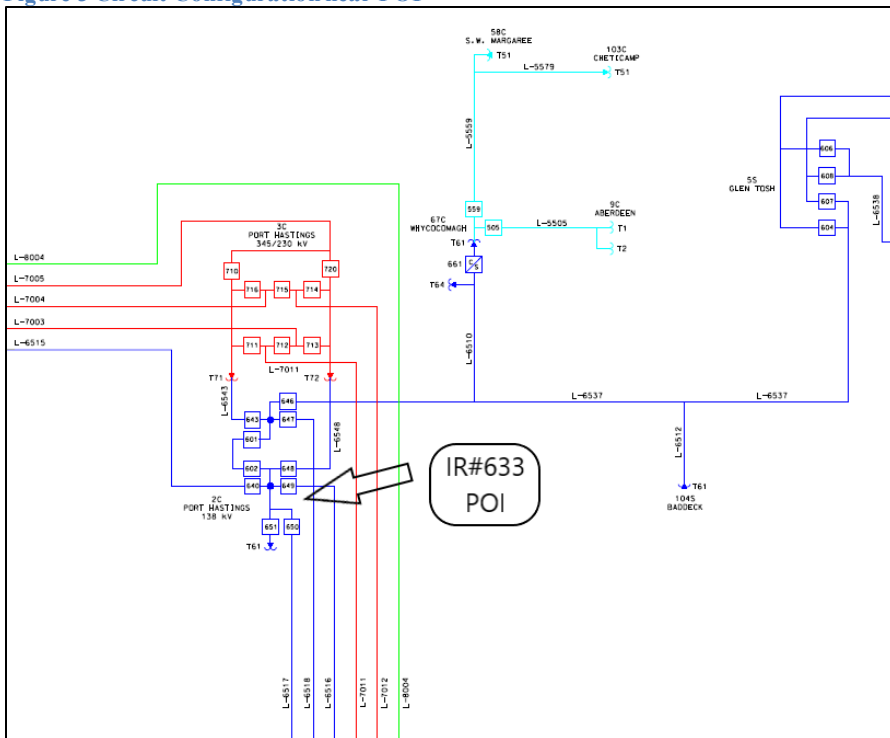 58C
S.W. MARGAREE
T51
103C
CHETICAMP
L-5579
T51
L-5559
606
608
607
604
5S
GLEN TOSH
L-6538
559
67C
WHYCOCOMAGH
505
L-5505
9C
ABERDEEN
T1
T2
T61
661
C/S
T64
3C
PORT HASTINGS
345/230 kV
L-8004
L-7005
L-7004
L-7003
L-6515
710
720
716
715
714
711
712
713
L-7011
T71
T72
L-6543
L-6548
L-6510
L-6537
L-6537
646
643
647
601
602
648
640
649
L-6512
2C
PORT HASTINGS
138 kV
651
650
T61
IR#633
POI
T61
104S
BADDECK
L-6517
L-6518
L-6516
L-7011
L-7012
L-8004